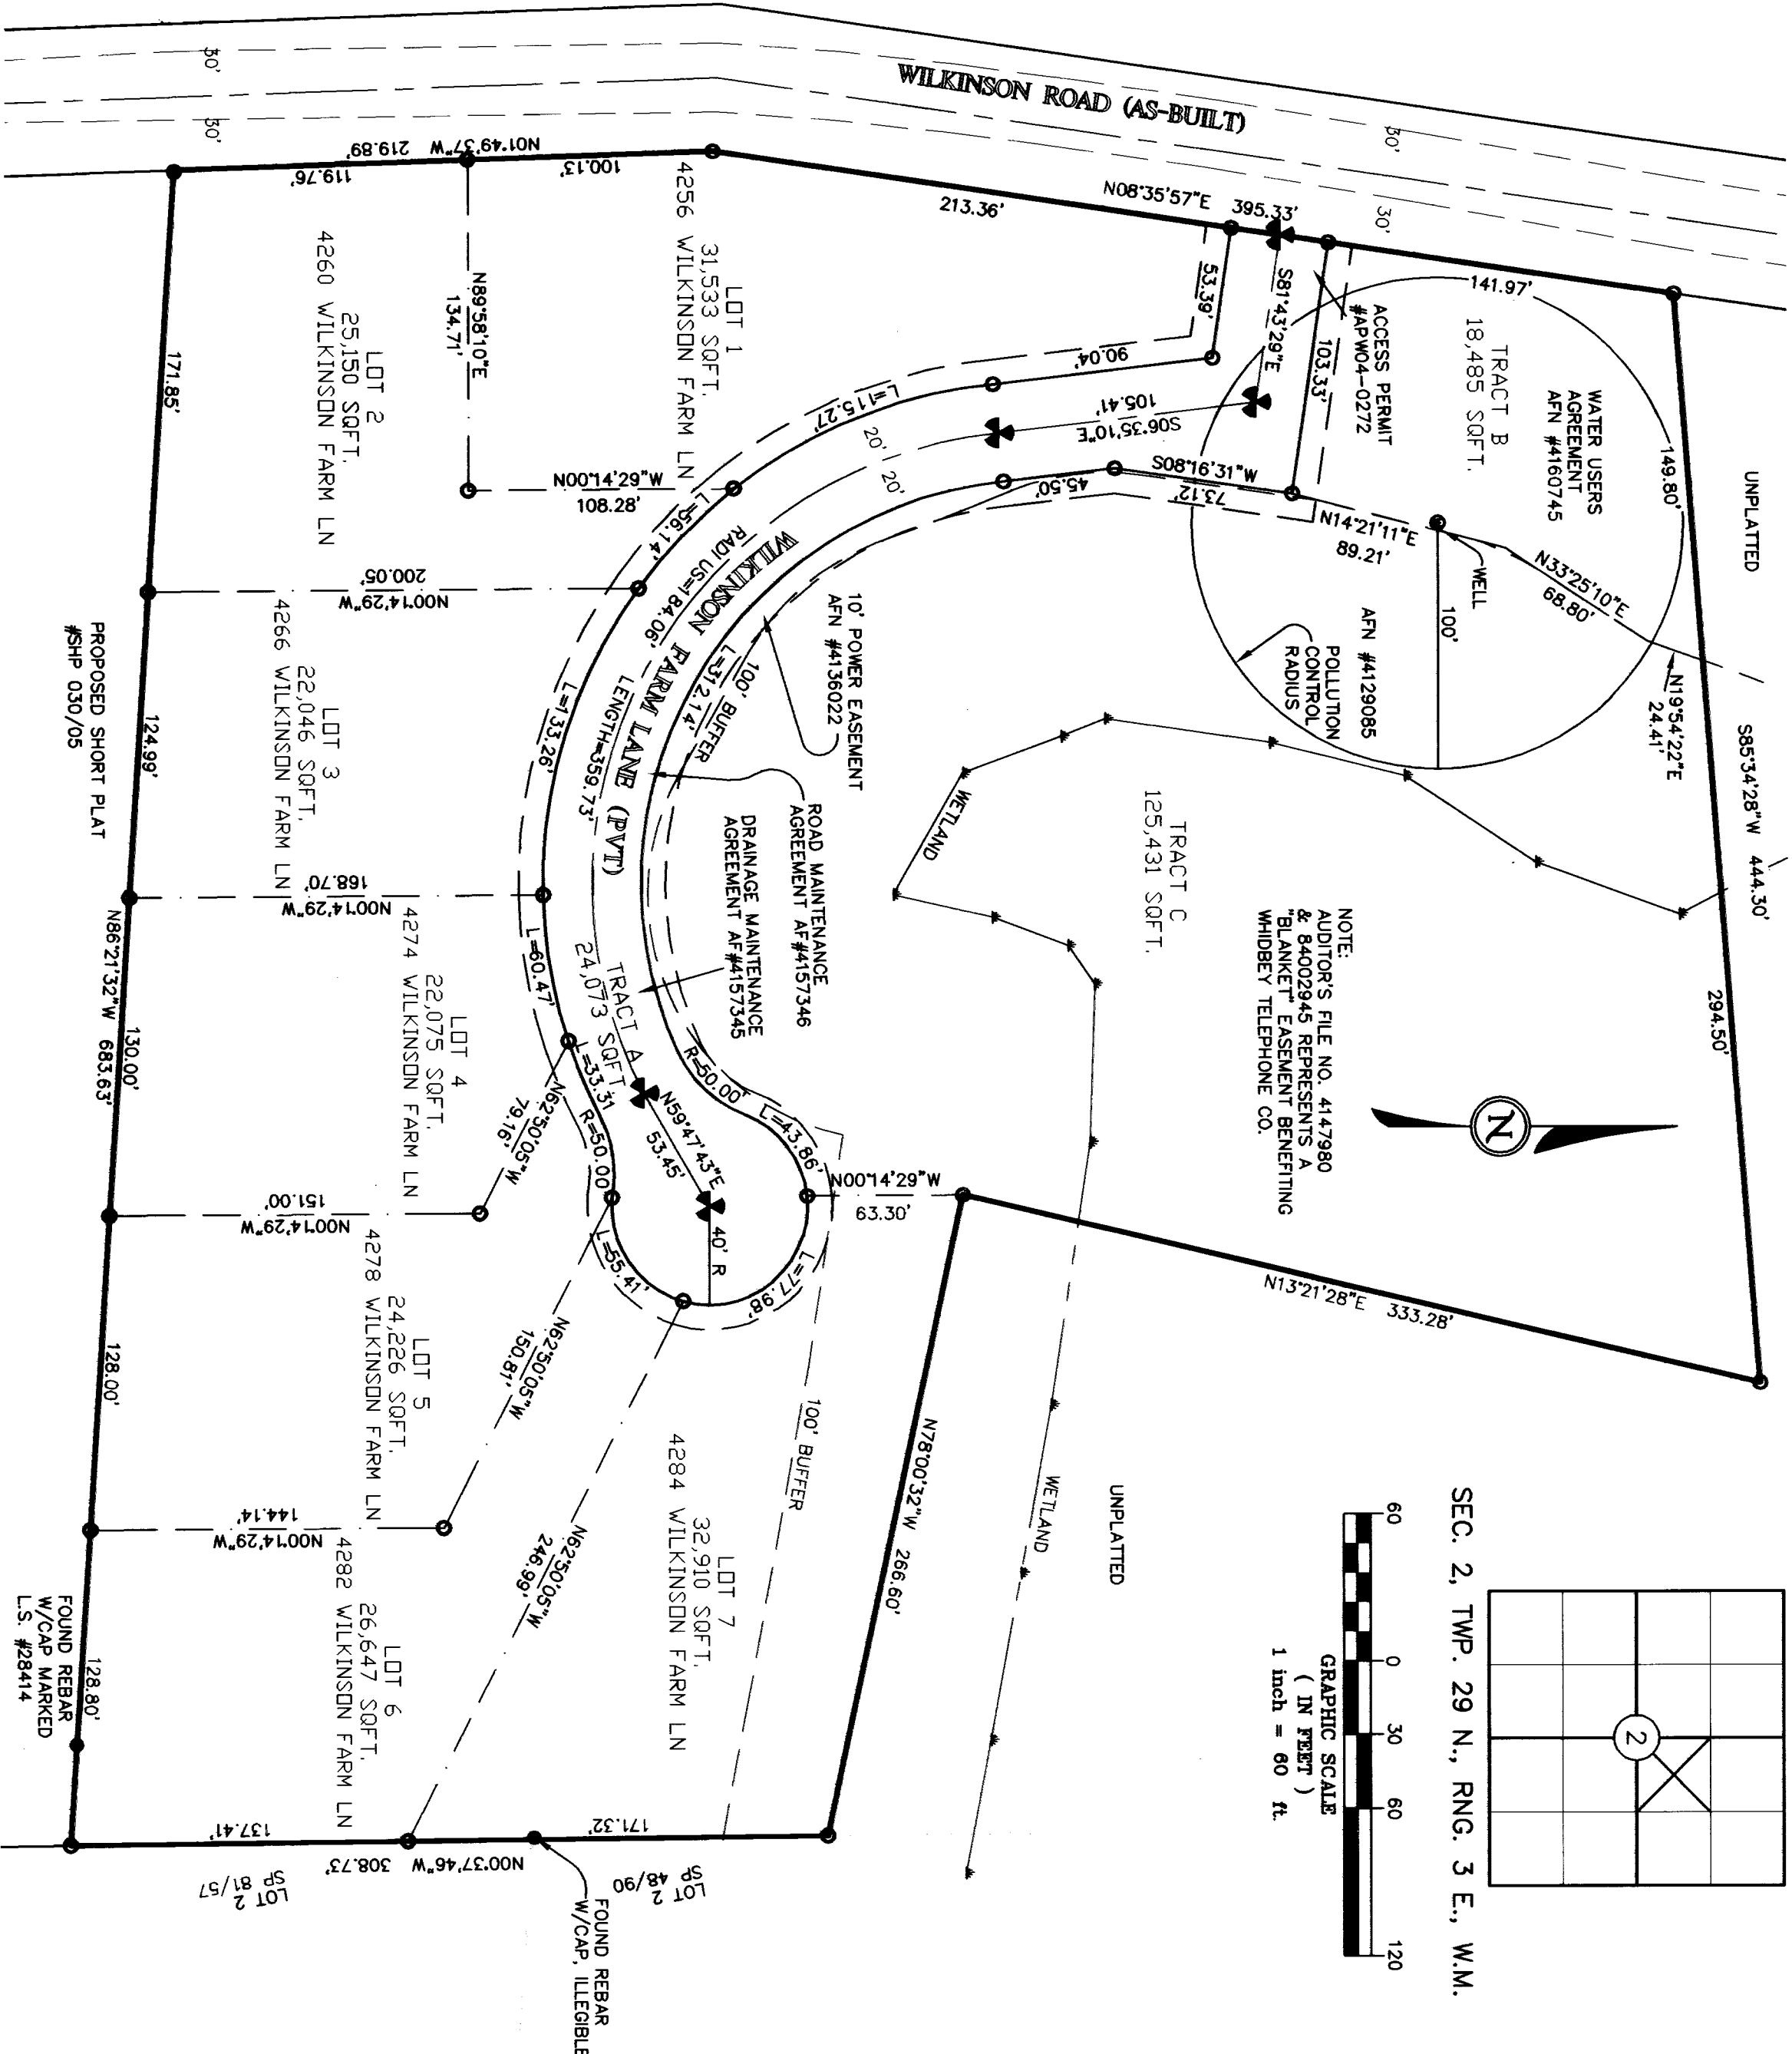 WILKINSON ROAD (AS-BUILT)
30'
30'
30'
30'
N01°49'37"W 219.89'
119.76'
100.13'
213.36'
N08°35'57"E 395.33'
141.97'
UNPLATTED
S85°34'28"W 444.30'
149.80'
294.50'
TRACT B
18,485 SQFT.
WATER USERS
AGREEMENT
AFN #4160745
ACCESS PERMIT
#APW04-0272
103.33'
S81°43'29"E
53.39'
90.04'
105.41'
S06°35'10"E
S08°16'31"W
73.12'
45.50'
N14°21'11"E
89.21'
WELL
100'
N33°25'10"E
68.80'
N19°54'22"E
24.41'
AFN #4129085
POLLUTION
CONTROL
RADIUS
LOT 1
31,533 SQFT.
4256 WILKINSON FARM LN
N89°58'10"E
134.71'
LOT 2
25,150 SQFT.
4260 WILKINSON FARM LN
N00°14'29"W
108.28'
L=115.27'
20'
20'
L=56.14'
RADIUS=184.06'
WILKINSON FARM LANE (PVT)
LENGTH=359.73'
L=312.14'
100' BUFFER
10' POWER EASEMENT
AFN #4136022
ROAD MAINTENANCE
AGREEMENT AF#4157346
DRAINAGE MAINTENANCE
AGREEMENT AF#4157345
WETLAND
TRACT C
125,431 SQFT.
NOTE:
AUDITOR'S FILE NO. 4147980
& 84002945 REPRESENTS A
"BLANKET" EASEMENT BENEFITING
WHIDBEY TELEPHONE CO.
N
171.85'
200.05'
N00°14'29"W
LOT 3
22,046 SQFT.
4266 WILKINSON FARM LN
L=133.26'
124.99'
PROPOSED SHORT PLAT
#SHP 030/05
168.70'
N00°14'29"W
LOT 4
22,075 SQFT.
4274 WILKINSON FARM LN
L=60.47'
TRACT A
24,073 SQFT.
L=33.31
R=50.00
R=50.00'
L=43.86'
N59°47'43"E
53.45'
40' R
N62°50'05"W
79.16'
N86°21'32"W 683.63'
130.00'
151.00'
N00°14'29"W
LOT 5
24,226 SQFT.
4278 WILKINSON FARM LN
L=55.41'
L=77.98'
N00°14'29"W
63.30'
N13°21'28"E 333.28'
N62°50'05"W
150.81'
128.00'
144.14'
N00°14'29"W
LOT 6
26,647 SQFT.
4282 WILKINSON FARM LN
N62°50'05"W
246.99'
LOT 7
32,910 SQFT.
4284 WILKINSON FARM LN
100' BUFFER
N78°00'32"W 266.60'
WETLAND
UNPLATTED
128.80'
FOUND REBAR
W/CAP MARKED
L.S. #28414
137.41'
171.32'
N00°37'46"W 308.73'
LOT 2
SP 81/57
LOT 2
SP 48/90
FOUND REBAR
W/CAP, ILLEGIBLE
SEC. 2, TWP. 29 N., RNG. 3 E., W.M.
2
60 0 30 60 120
GRAPHIC SCALE
( IN FEET )
1 inch = 60 ft.